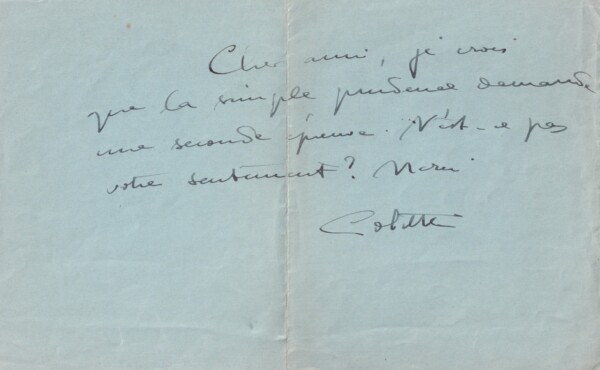 Cher ami, je crois
que la simple prudence demande
une seconde épreuve. N'est-ce pas
votre sentiment? Merci
Colette